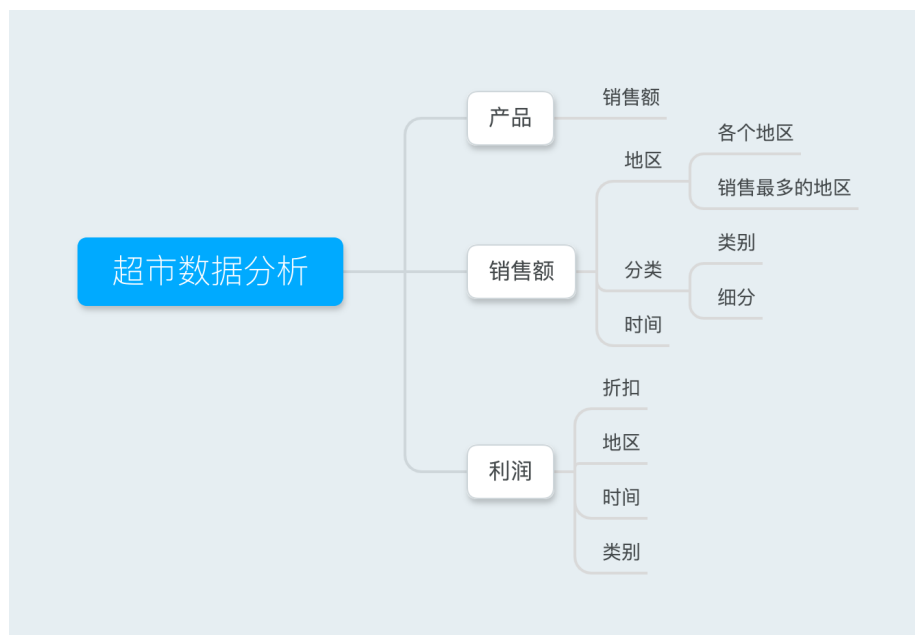 超市数据分析
产品
销售额
销售额
地区
各个地区
销售最多的地区
分类
类别
细分
时间
利润
折扣
地区
时间
类别